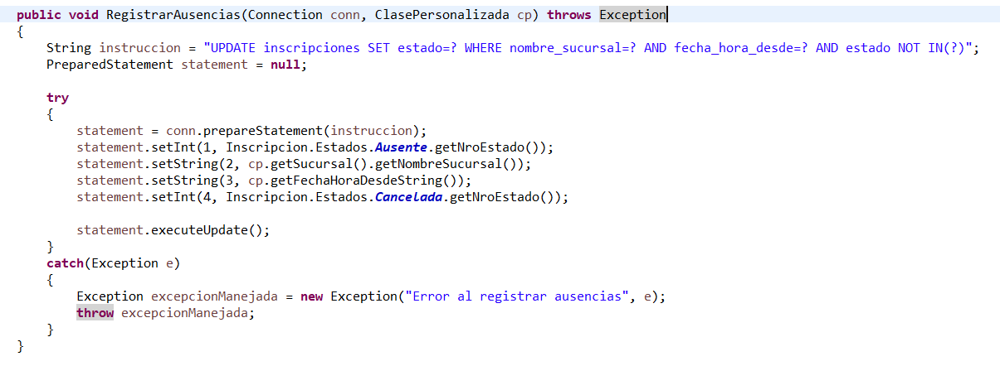 public void RegistrarAusencias(Connection conn, ClasePersonalizada cp) throws Exception
{
    String instruccion = "UPDATE inscripciones SET estado=? WHERE nombre_sucursal=? AND fecha_hora_desde=? AND estado NOT IN(?)";
    PreparedStatement statement = null;

    try
    {
        statement = conn.prepareStatement(instruccion);
        statement.setInt(1, Inscripcion.Estados.Ausente.getNroEstado());
        statement.setString(2, cp.getSucursal().getNombreSucursal());
        statement.setString(3, cp.getFechaHoraDesdeString());
        statement.setInt(4, Inscripcion.Estados.Cancelada.getNroEstado());

        statement.executeUpdate();
    }
    catch(Exception e)
    {
        Exception excepcionManejada = new Exception("Error al registrar ausencias", e);
        throw excepcionManejada;
    }
}